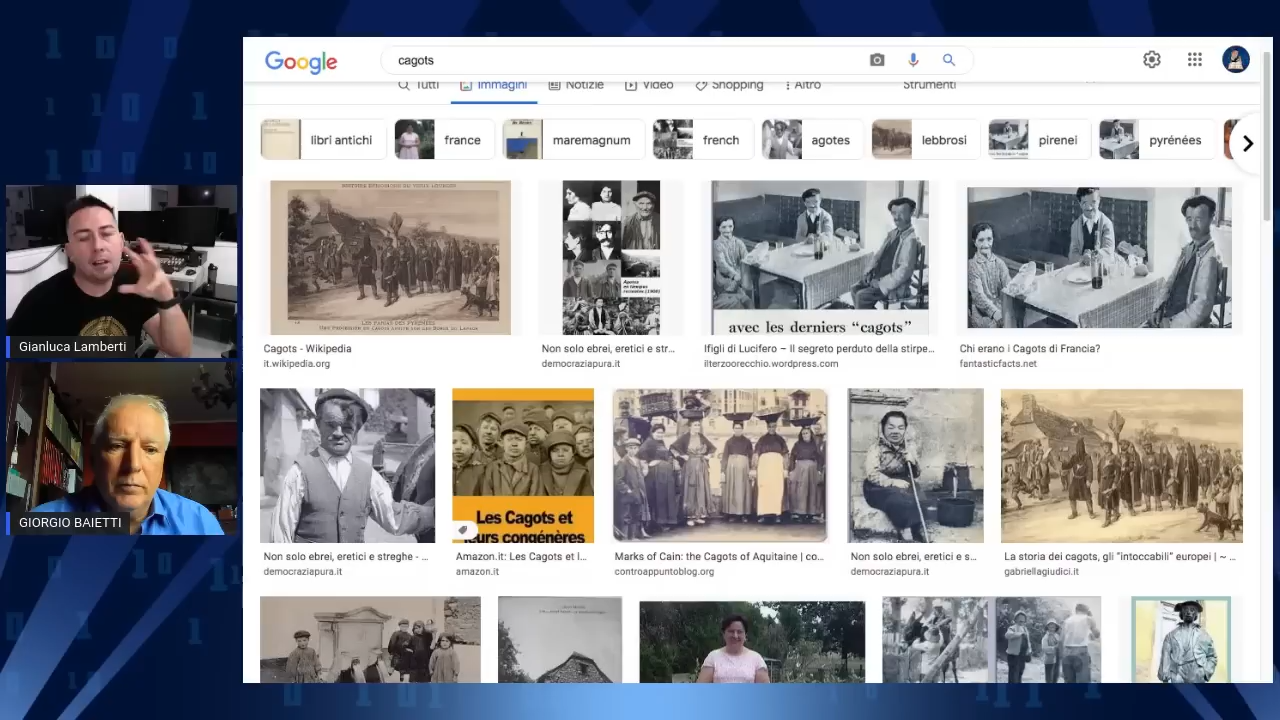 Google
cagots
Tutti
Immagini
Notizie
Video
Shopping
Altro
Strumenti
libri antichi
france
maremagnum
french
agotes
lebbrosi
pirenei
pyrénées
avec les derniers “cagots”
Cagots - Wikipedia
it.wikipedia.org
Non solo ebrei, eretici e str...
democraziapura.it
Ifigli di Lucifero – Il segreto perduto della stirpe...
ilterzoorecchio.wordpress.com
Chi erano i Cagots di Francia?
fantasticfacts.net
Gianluca Lamberti
Les Cagots et
leurs congénères
Non solo ebrei, eretici e streghe - ...
democraziapura.it
Amazon.it: Les Cagots et l...
amazon.it
Marks of Cain: the Cagots of Aquitaine | co...
controappuntoblog.org
Non solo ebrei, eretici e s...
democraziapura.it
La storia dei cagots, gli "intoccabili" europei | ~ ...
gabriellagiudici.it
GIORGIO BAIETTI